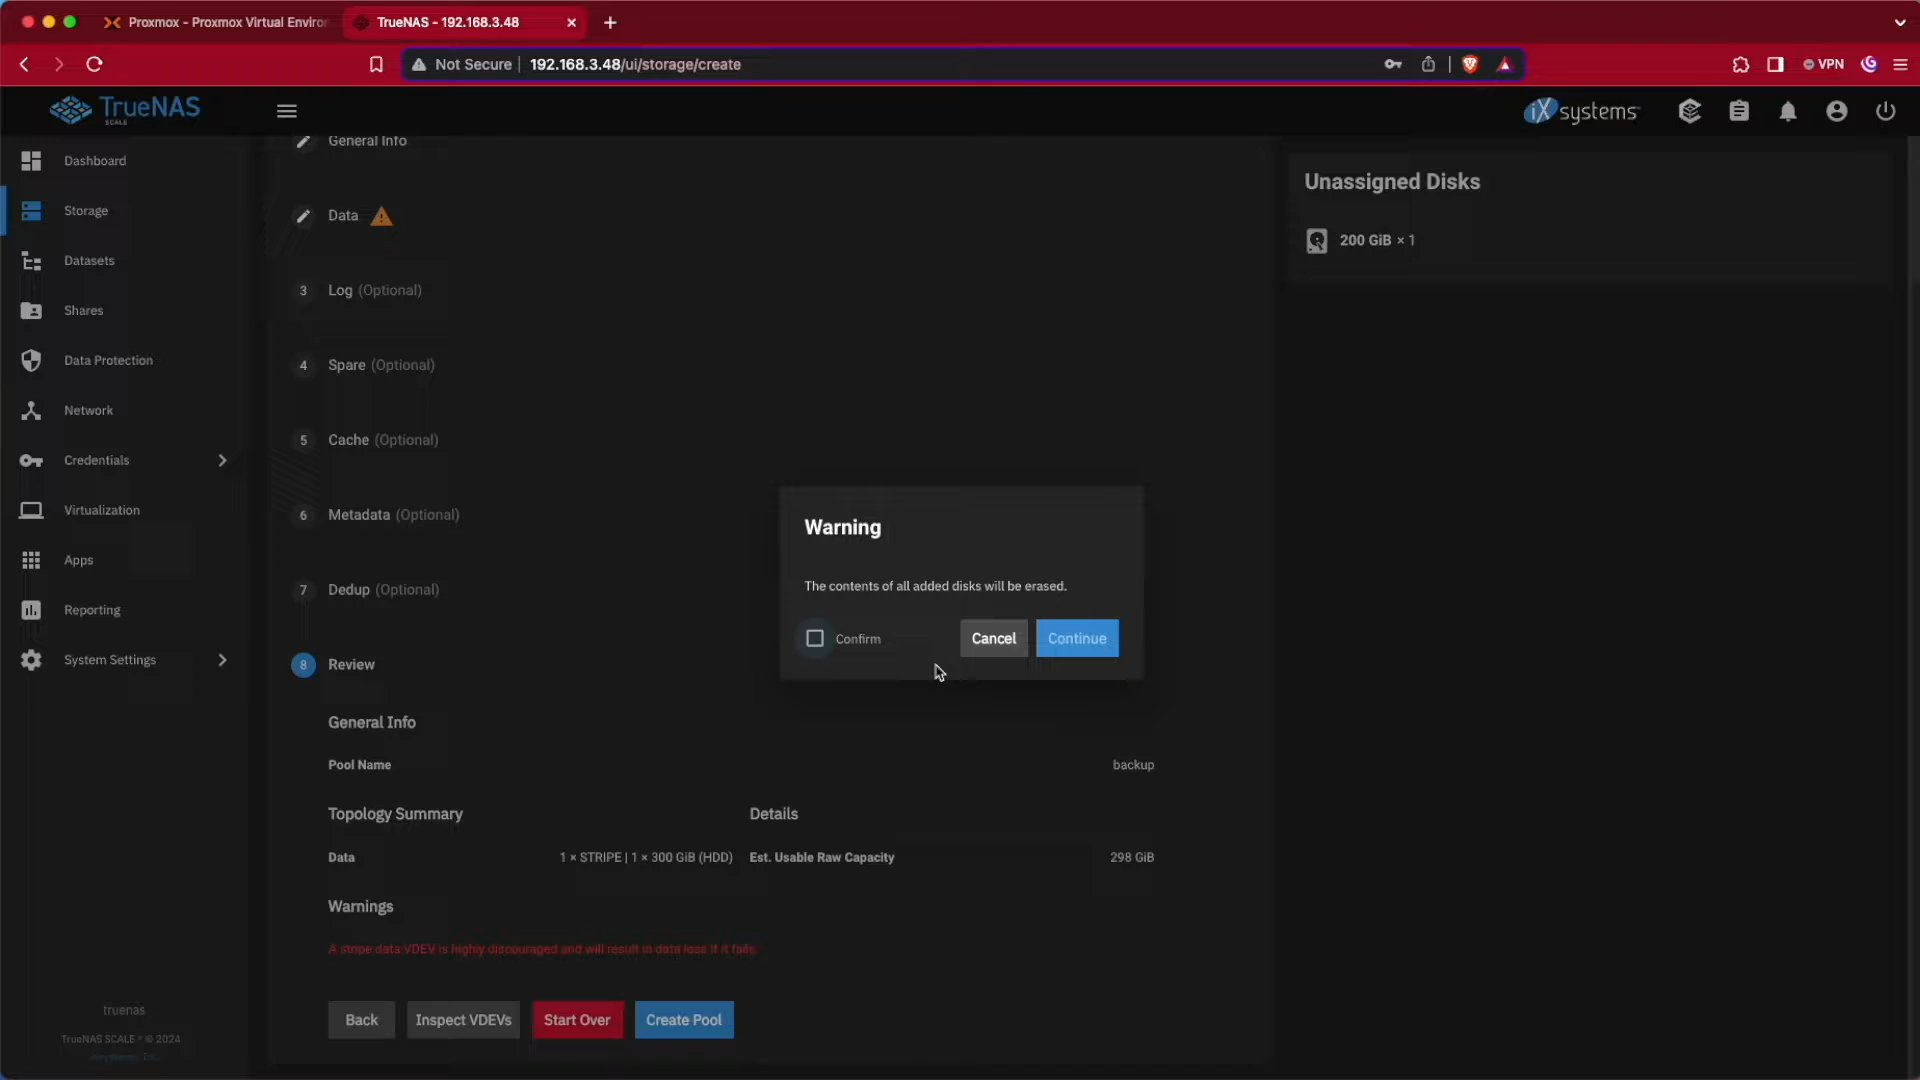 Proxmox - Proxmox Virtual Enviro
TrueNAS - 192.168.3.48
Not Secure
192.168.3.48/ui/storage/create
VPN
TrueNAS
SCALE
iXsystems
Dashboard
Storage
Datasets
Shares
Data Protection
Network
Credentials
Virtualization
Apps
Reporting
System Settings
truenas
TrueNAS SCALE ® © 2024
General Info
Data
3 Log (Optional)
4 Spare (Optional)
5 Cache (Optional)
6 Metadata (Optional)
7 Dedup (Optional)
8 Review
General Info
Pool Name backup
Topology Summary Details
Data 1 × STRIPE | 1 × 300 GiB (HDD) Est. Usable Raw Capacity 298 GiB
Warnings
A stripe data VDEV is highly discouraged and will result in data loss if it fails
Back Inspect VDEVs Start Over Create Pool
Warning
The contents of all added disks will be erased.
Confirm Cancel Continue
Unassigned Disks
200 GiB × 1